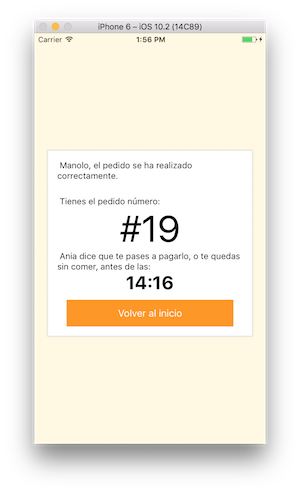 iPhone 6 – iOS 10.2 (14C89)
Carrier 1:56 PM
Manolo, el pedido se ha realizado
correctamente.
Tienes el pedido número:
#19
Ania dice que te pases a pagarlo, o te quedas
sin comer, antes de las:
14:16
Volver al inicio